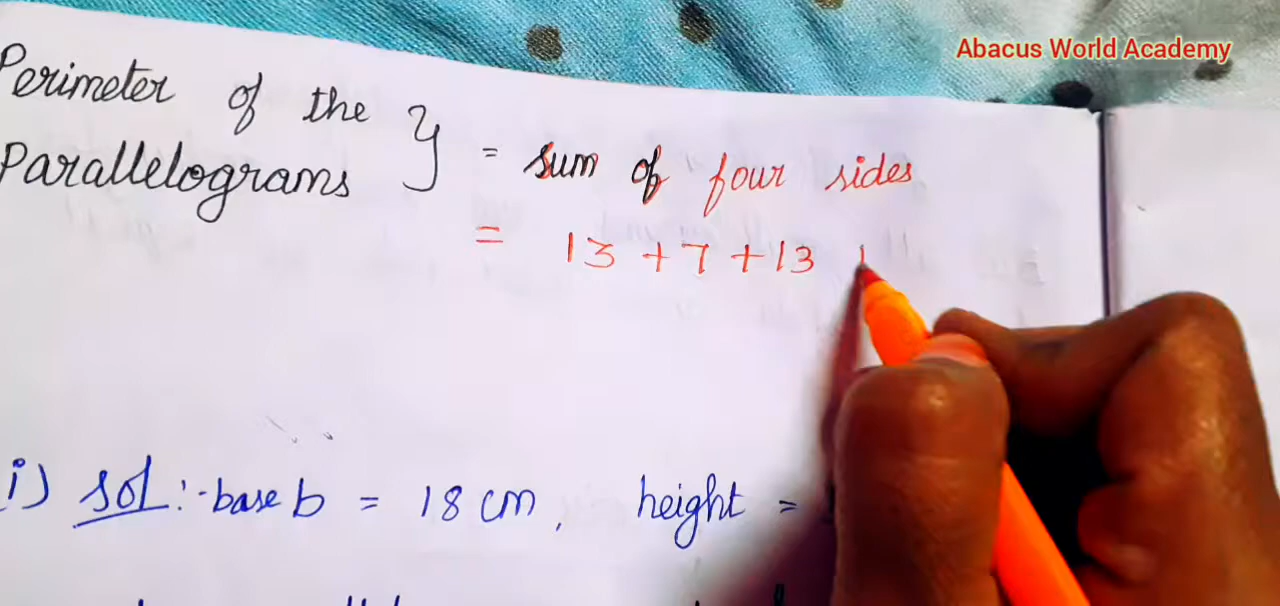 Abacus World Academy
Perimeter of the
Parallelograms } = sum of four sides
= 13 + 7 + 13
i) Sol:- base b = 18 cm, height =